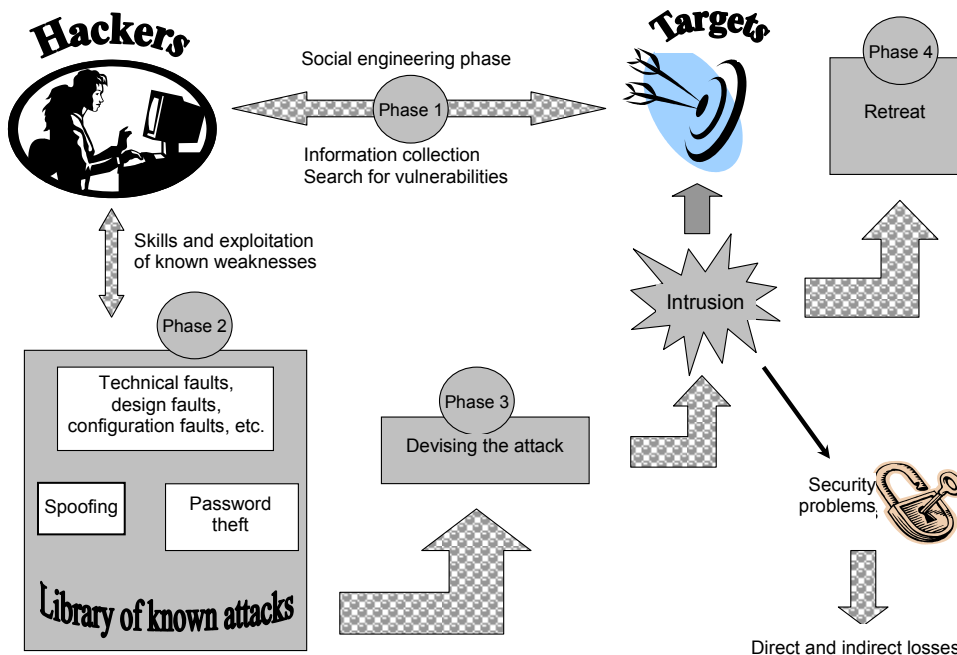 Hackers
Targets
Phase 4
Retreat
Social engineering phase
Phase 1
Information collection
Search for vulnerabilities
Skills and exploitation
of known weaknesses
Intrusion
Phase 2
Technical faults,
design faults,
configuration faults, etc.
Spoofing
Password
theft
Library of known attacks
Phase 3
Devising the attack
Security
problems
Direct and indirect losses